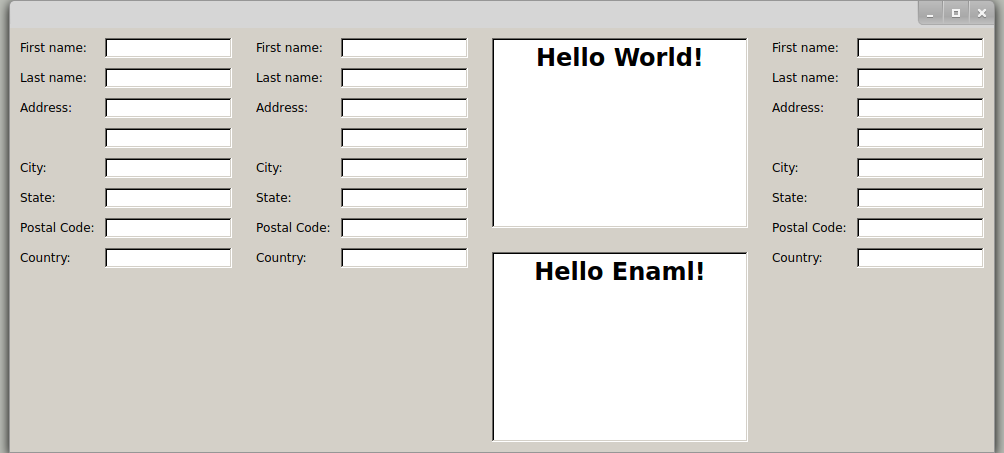 First name:
Last name:
Address:
City:
State:
Postal Code:
Country:
First name:
Last name:
Address:
City:
State:
Postal Code:
Country:
Hello World!
Hello Enaml!
First name:
Last name:
Address:
City:
State:
Postal Code:
Country: